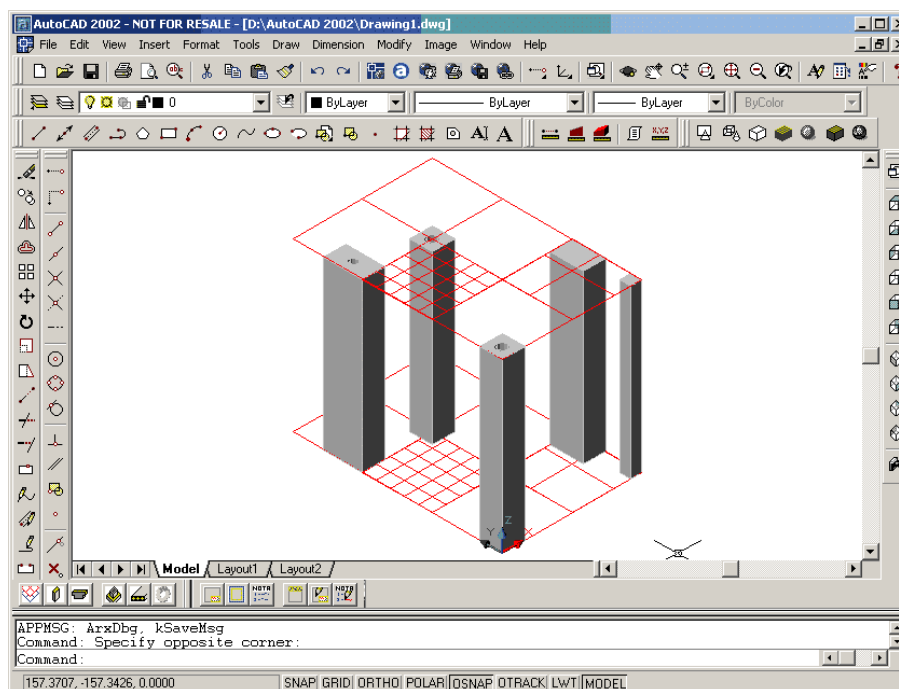 AutoCAD 2002 - NOT FOR RESALE - [D:\AutoCAD 2002\Drawing1.dwg]
File Edit View Insert Format Tools Draw Dimension Modify Image Window Help
0 ByLayer ByLayer ByLayer ByColor
A
X,Y,Z
Z
Y X
Model Layout1 Layout2
NOTA
APPMSG: ArxDbg, kSaveMsg
Command: Specify opposite corner:
Command:
157.3707, -157.3426, 0.0000 SNAP GRID ORTHO POLAR OSNAP OTRACK LWT MODEL